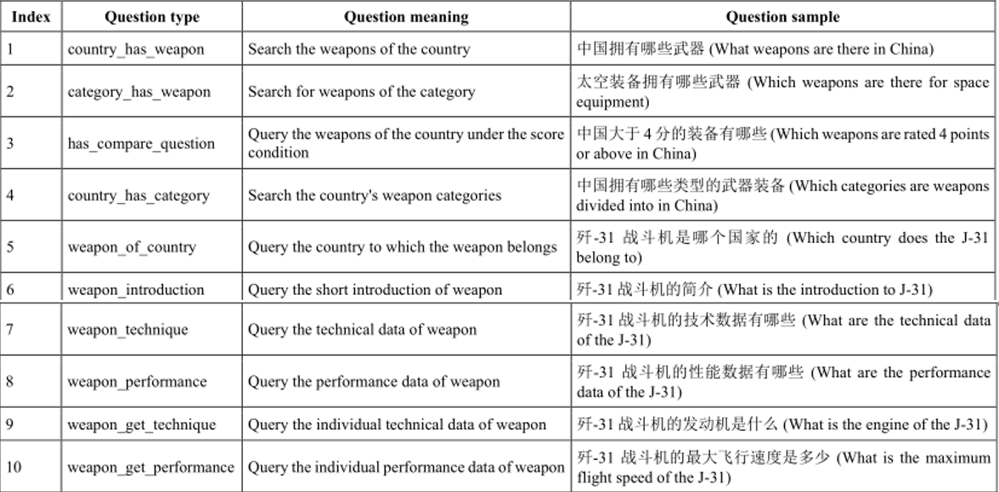 Index Question type Question meaning Question sample
1 country_has_weapon Search the weapons of the country 中国拥有哪些武器 (What weapons are there in China)
2 category_has_weapon Search for weapons of the category 太空装备拥有哪些武器 (Which weapons are there for space
equipment)
3 has_compare_question Query the weapons of the country under the score
condition 中国大于 4 分的装备有哪些 (Which weapons are rated 4 points
or above in China)
4 country_has_category Search the country's weapon categories 中国拥有哪些类型的武器装备 (Which categories are weapons
divided into in China)
5 weapon_of_country Query the country to which the weapon belongs 歼-31 战斗机是哪个国家的 (Which country does the J-31
belong to)
6 weapon_introduction Query the short introduction of weapon 歼-31 战斗机的简介 (What is the introduction to J-31)
7 weapon_technique Query the technical data of weapon 歼-31 战斗机的技术数据有哪些 (What are the technical data
of the J-31)
8 weapon_performance Query the performance data of weapon 歼-31 战斗机的性能数据有哪些 (What are the performance
data of the J-31)
9 weapon_get_technique Query the individual technical data of weapon 歼-31 战斗机的发动机是什么 (What is the engine of the J-31)
10 weapon_get_performance Query the individual performance data of weapon 歼-31 战斗机的最大飞行速度是多少 (What is the maximum
flight speed of the J-31)